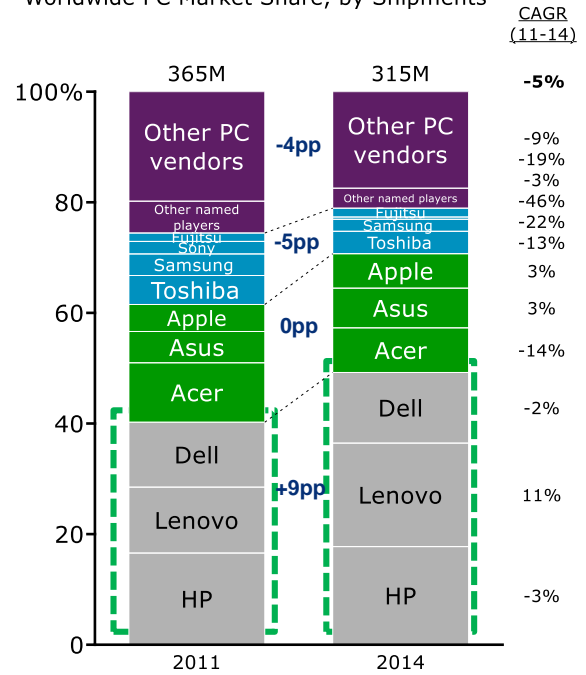 Worldwide PC Market Share, by Shipments
CAGR
(11-14)
365M
315M
-5%
100%
80
60
40
20
0
Other PC
vendors
Other named
players
Fujitsu
Sony
Samsung
Toshiba
Apple
Asus
Acer
Dell
Lenovo
HP
2011
-4pp
-5pp
0pp
+9pp
Other PC
vendors
Other named players
Fujitsu
Samsung
Toshiba
Apple
Asus
Acer
Dell
Lenovo
HP
2014
-9%
-19%
-3%
-46%
-22%
-13%
3%
3%
-14%
-2%
11%
-3%